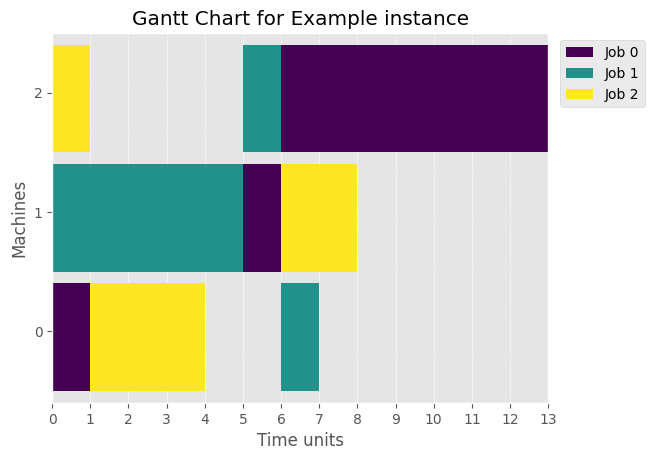 Gantt Chart for Example instance
Job 0
Job 1
Job 2
Machines
2
1
0
0 1 2 3 4 5 6 7 8 9 10 11 12 13
Time units